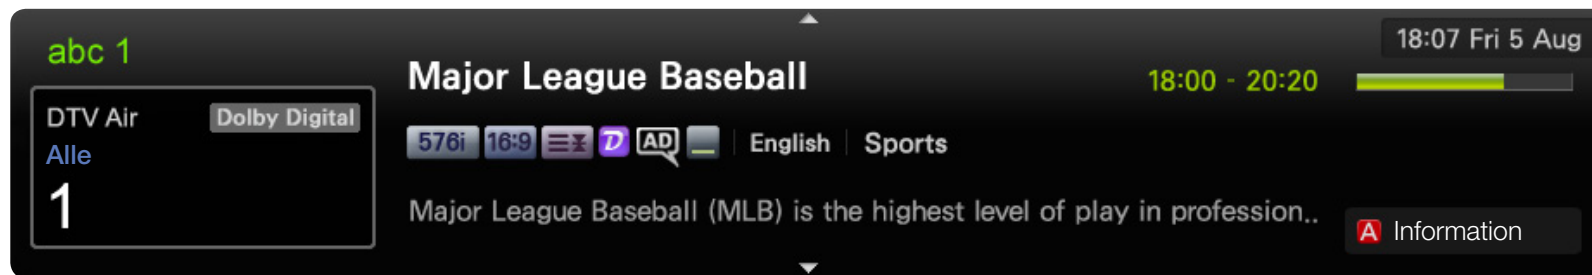 abc 1
DTV Air Dolby Digital
Alle
1
Major League Baseball
18:00 - 20:20
18:07 Fri 5 Aug
576i 16:9 D AD English Sports
Major League Baseball (MLB) is the highest level of play in profession..
A Information